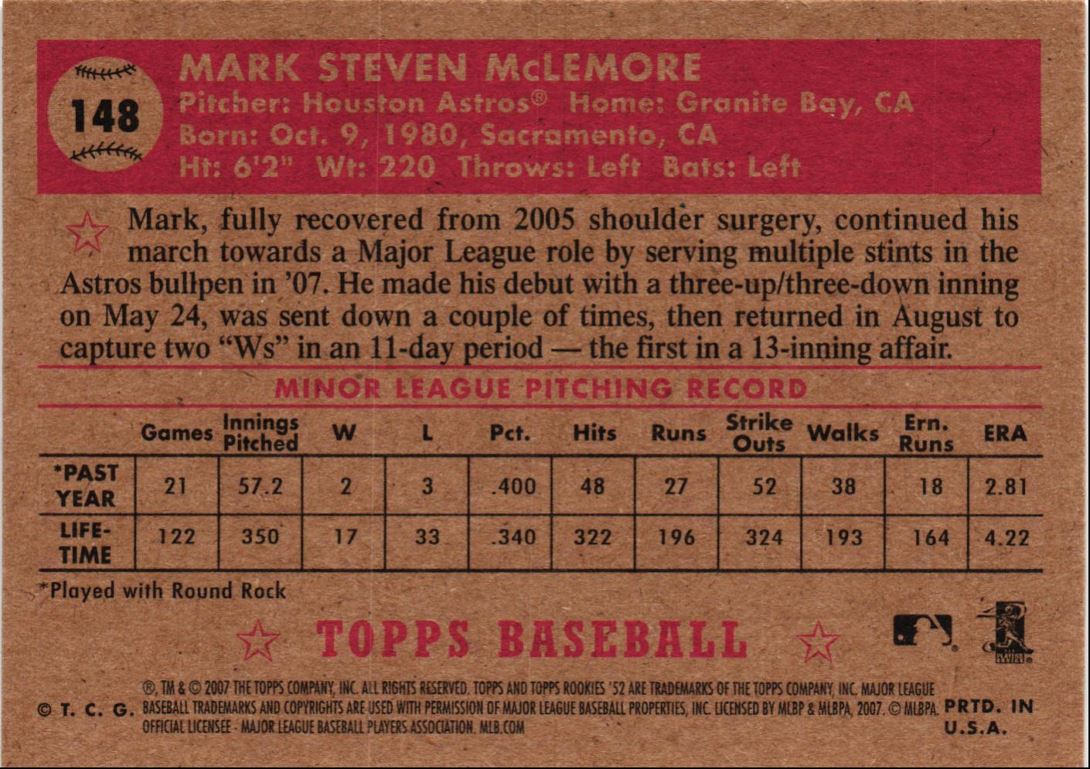 148
MARK STEVEN McLEMORE
Pitcher: Houston Astros® Home: Granite Bay, CA
Born: Oct. 9, 1980, Sacramento, CA
Ht: 6'2" Wt: 220 Throws: Left Bats: Left
Mark, fully recovered from 2005 shoulder surgery, continued his
march towards a Major League role by serving multiple stints in the
Astros bullpen in '07. He made his debut with a three-up/three-down inning
on May 24, was sent down a couple of times, then returned in August to
capture two “Ws” in an 11-day period — the first in a 13-inning affair.
MINOR LEAGUE PITCHING RECORD
Games Innings Pitched W L Pct. Hits Runs Strike Outs Walks Ern. Runs ERA
*PAST YEAR 21 57.2 2 3 .400 48 27 52 38 18 2.81
LIFE-TIME 122 350 17 33 .340 322 196 324 193 164 4.22
*Played with Round Rock
TOPPS BASEBALL
®, TM & © 2007 THE TOPPS COMPANY, INC. ALL RIGHTS RESERVED. TOPPS AND TOPPS ROOKIES '52 ARE TRADEMARKS OF THE TOPPS COMPANY, INC. MAJOR LEAGUE
© T. C. G. BASEBALL TRADEMARKS AND COPYRIGHTS ARE USED WITH PERMISSION OF MAJOR LEAGUE BASEBALL PROPERTIES, INC. LICENSED BY MLBP & MLBPA, 2007. © MLBPA. PRTD. IN
OFFICIAL LICENSEE - MAJOR LEAGUE BASEBALL PLAYERS ASSOCIATION. MLB.COM U.S.A.